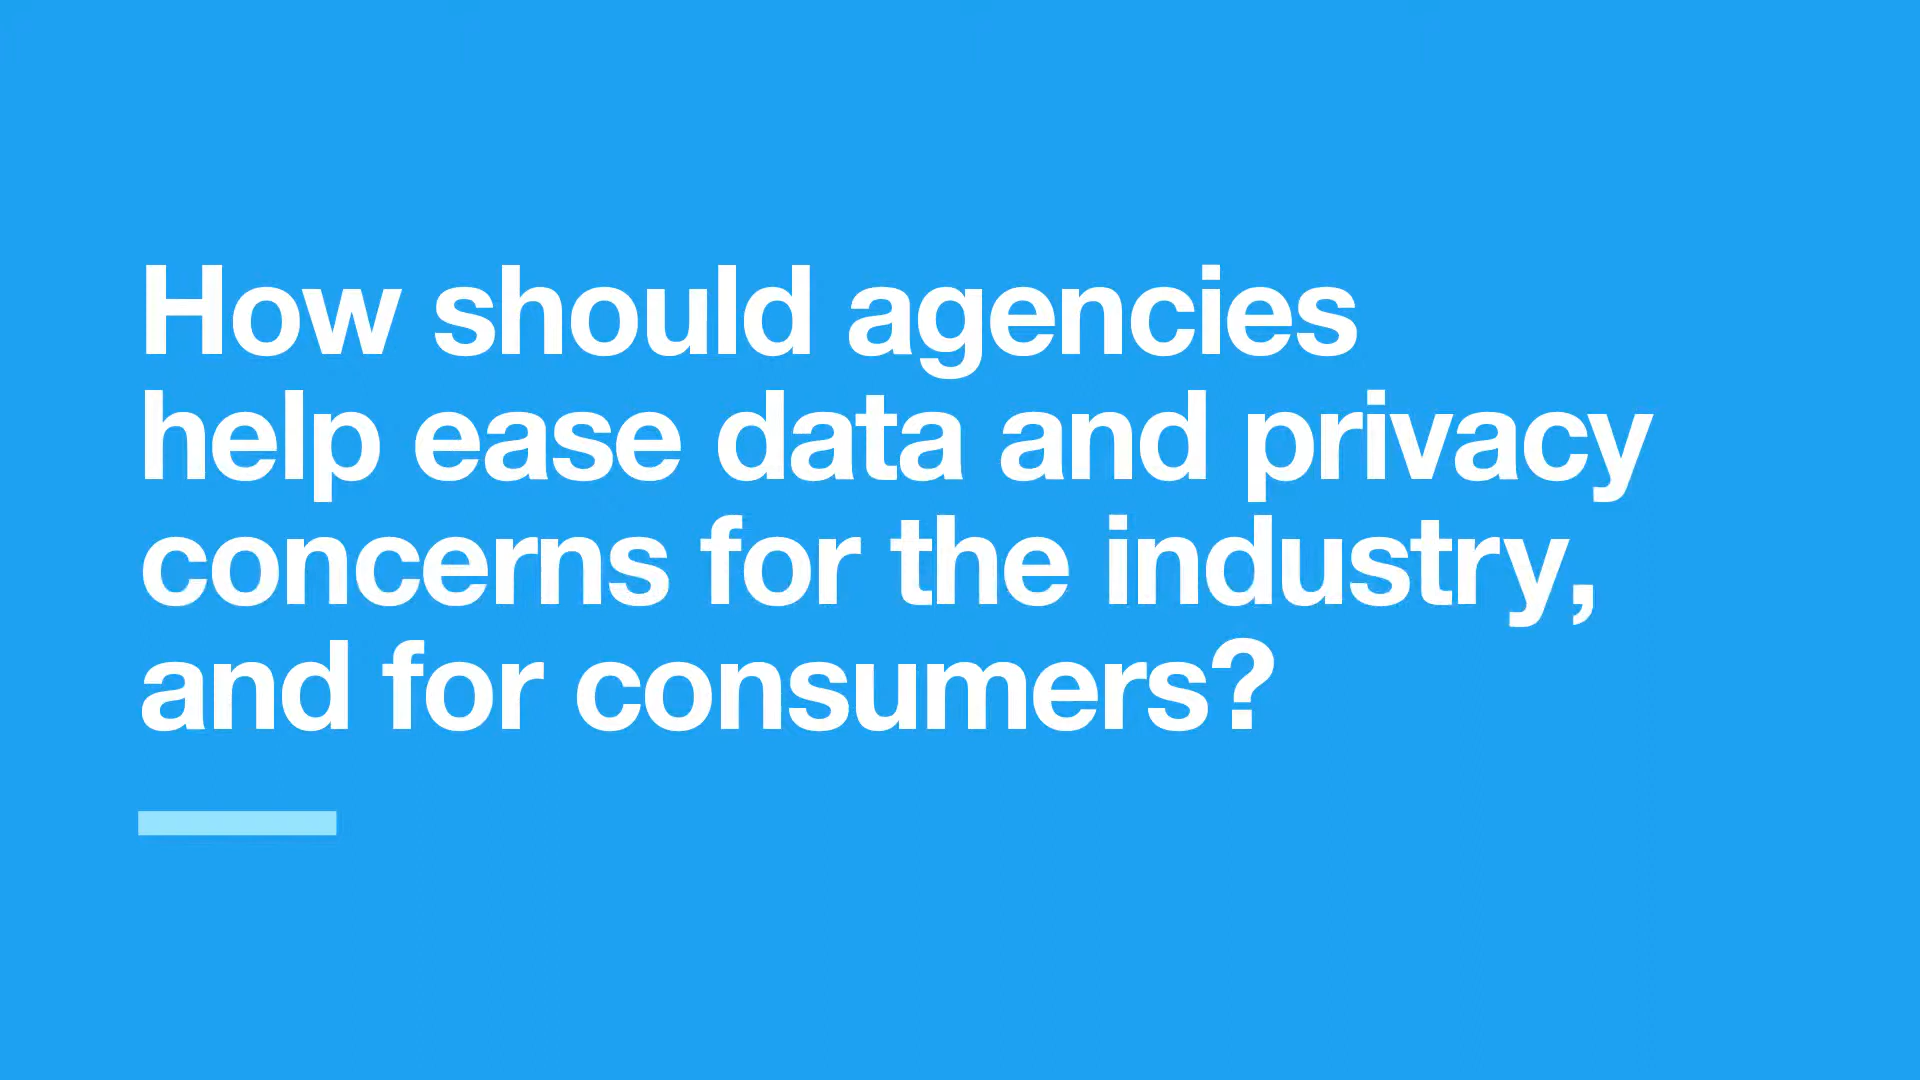 How should agencies
help ease data and privacy
concerns for the industry,
and for consumers?